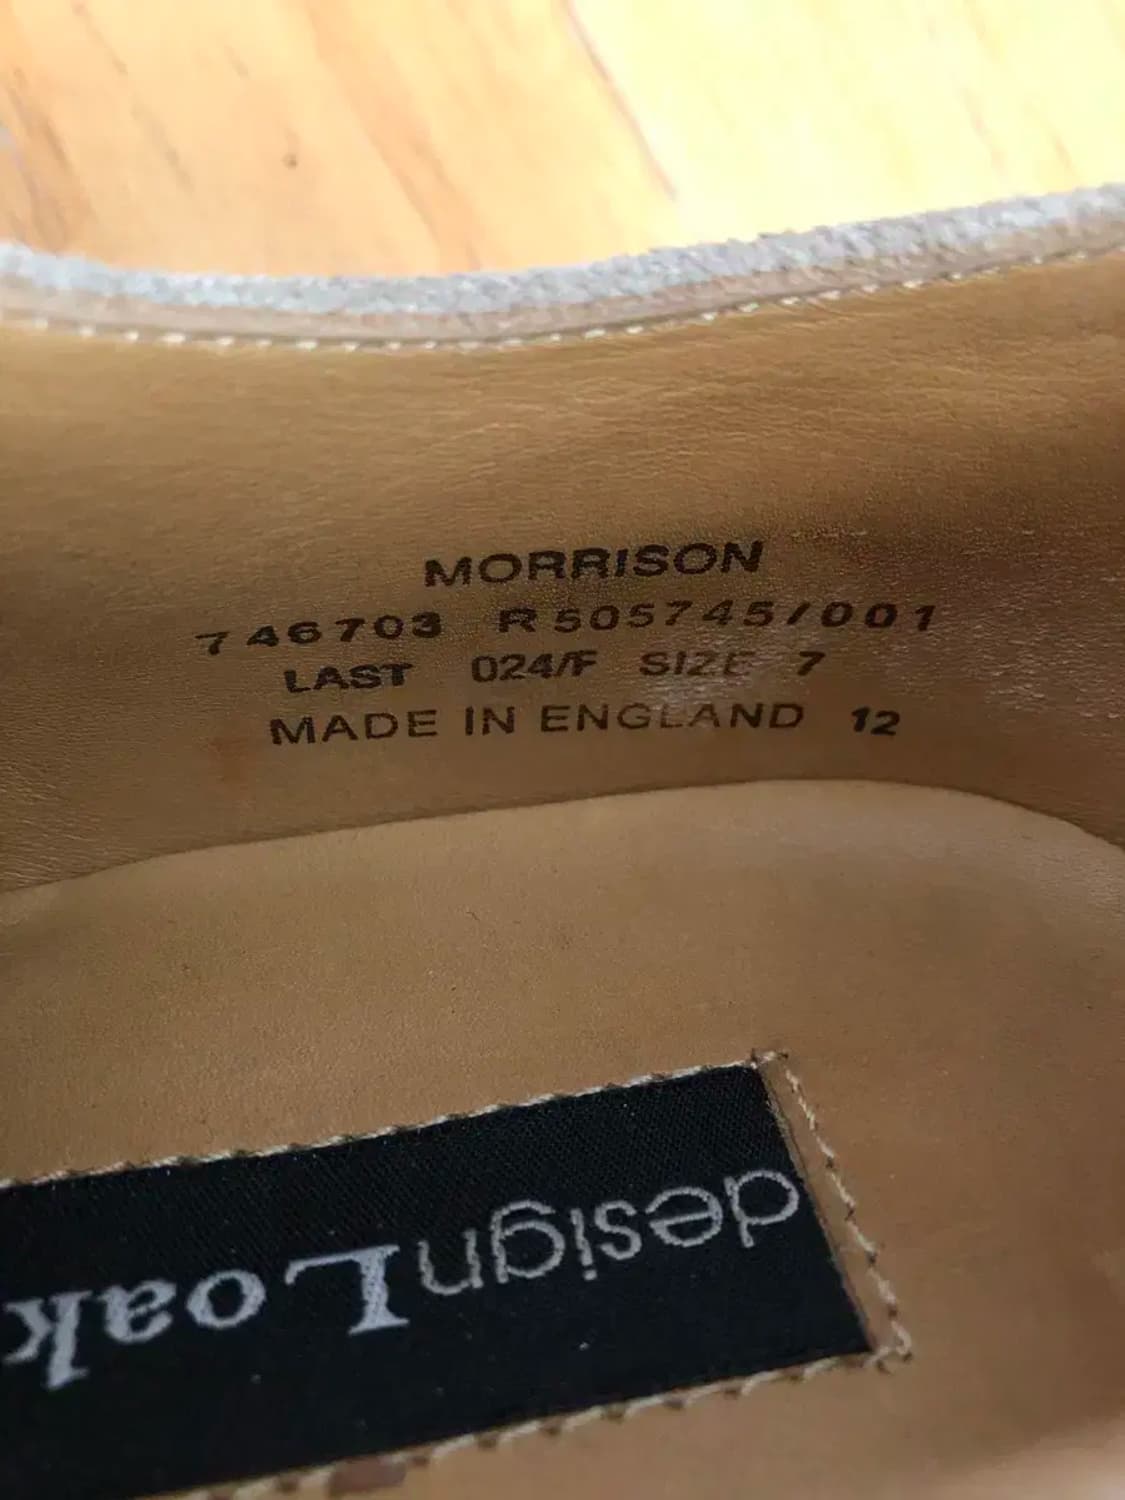 MORRISON
746703 R505745/001
LAST 024/F SIZE 7
MADE IN ENGLAND 12
designLoak